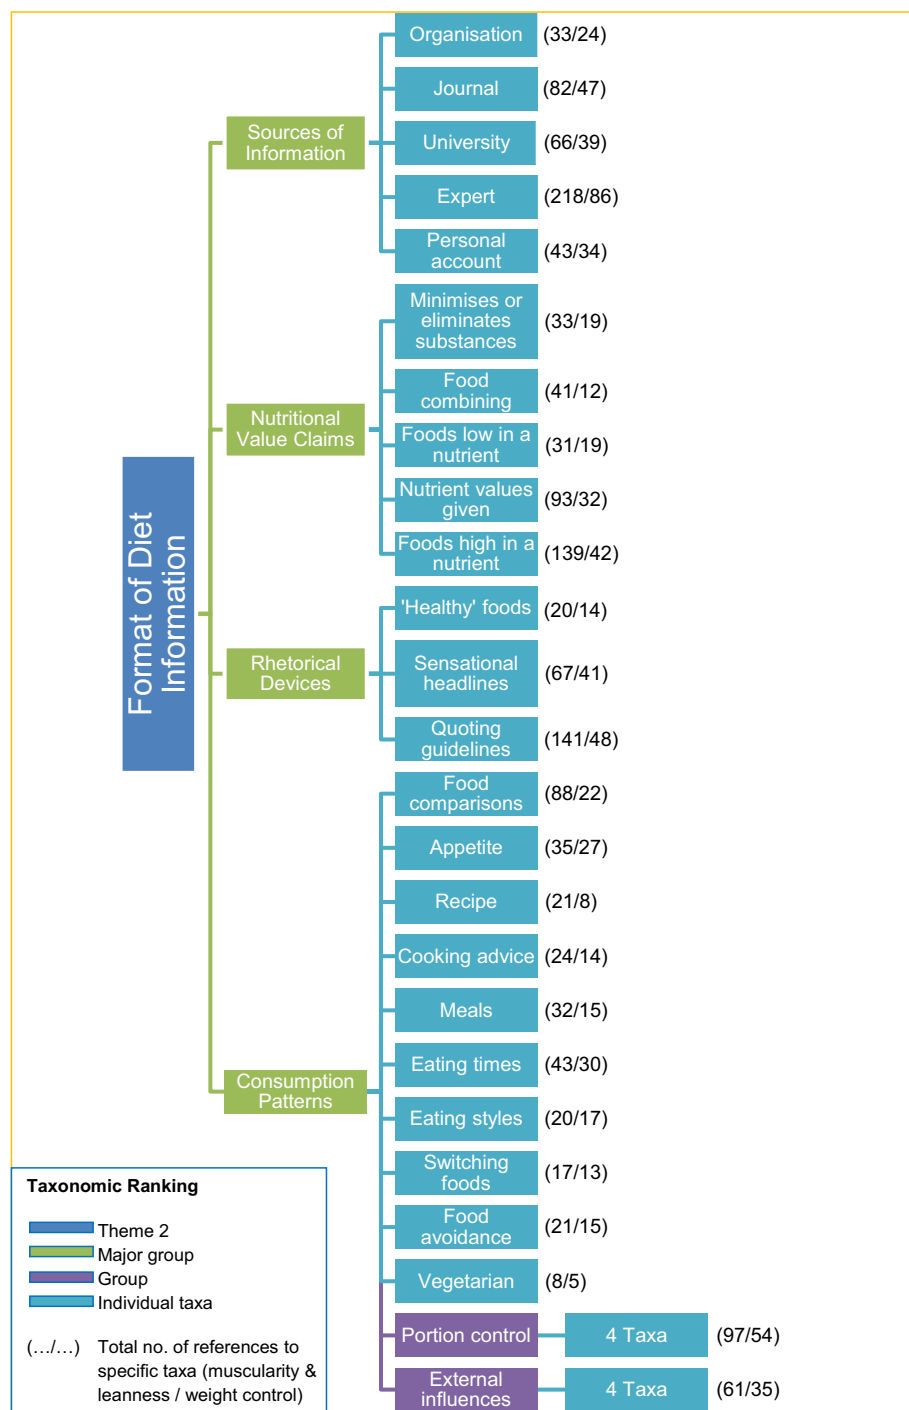 Organisation (33/24)
Journal (82/47)
Sources of
Information
University (66/39)
Expert (218/86)
Personal
account (43/34)
Minimises or
eliminates
substances (33/19)
Food
combining (41/12)
Nutritional
Value Claims
Foods low in a
nutrient (31/19)
Nutrient values
given (93/32)
Foods high in a
nutrient (139/42)
Format of Diet
Information
'Healthy' foods (20/14)
Rhetorical
Devices
Sensational
headlines (67/41)
Quoting
guidelines (141/48)
Food
comparisons (88/22)
Appetite (35/27)
Recipe (21/8)
Cooking advice (24/14)
Meals (32/15)
Eating times (43/30)
Consumption
Patterns
Eating styles (20/17)
Switching
foods (17/13)
Food
avoidance (21/15)
Vegetarian (8/5)
Portion control 4 Taxa (97/54)
External
influences 4 Taxa (61/35)
Taxonomic Ranking
Theme 2
Major group
Group
Individual taxa
(…/…) Total no. of references to
specific taxa (muscularity &
leanness / weight control)